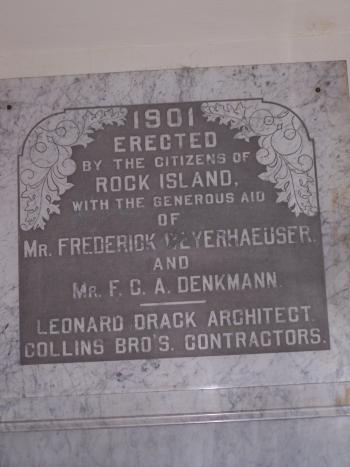 1901
ERECTED
BY THE CITIZENS OF
ROCK ISLAND,
WITH THE GENEROUS AID
OF
MR. FREDERICK WEYERHAEUSER.
AND
MR. F. C. A. DENKMANN.
LEONARD DRACK ARCHITECT.
COLLINS BRO'S. CONTRACTORS.